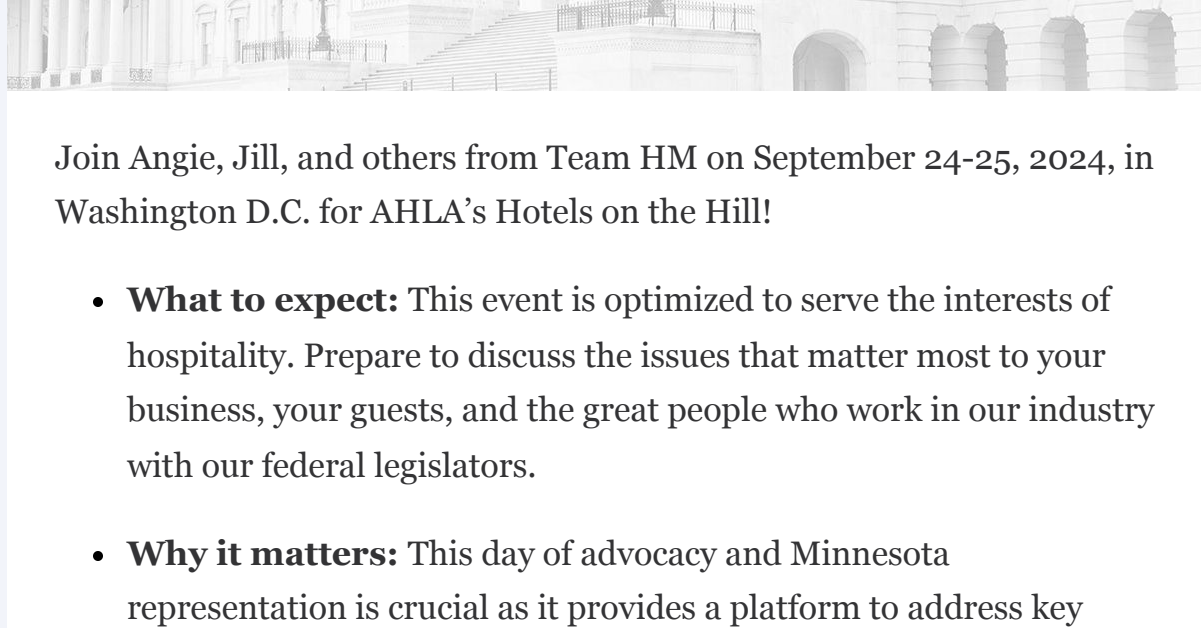 Join Angie, Jill, and others from Team HM on September 24-25, 2024, in
Washington D.C. for AHLA’s Hotels on the Hill!
• What to expect: This event is optimized to serve the interests of
hospitality. Prepare to discuss the issues that matter most to your
business, your guests, and the great people who work in our industry
with our federal legislators.
• Why it matters: This day of advocacy and Minnesota
representation is crucial as it provides a platform to address key